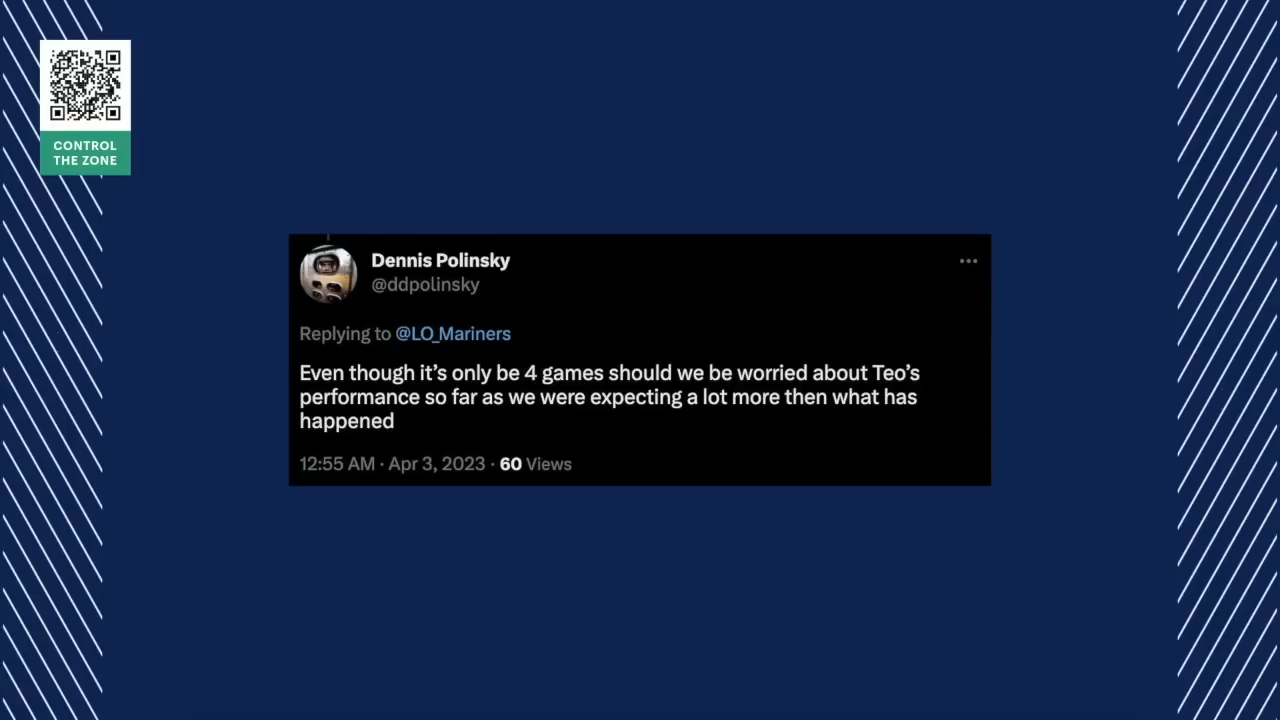 CONTROL
THE ZONE
Dennis Polinsky
@ddpolinsky
Replying to @LO_Mariners
Even though it’s only be 4 games should we be worried about Teo’s
performance so far as we were expecting a lot more then what has
happened
12:55 AM · Apr 3, 2023 · 60 Views